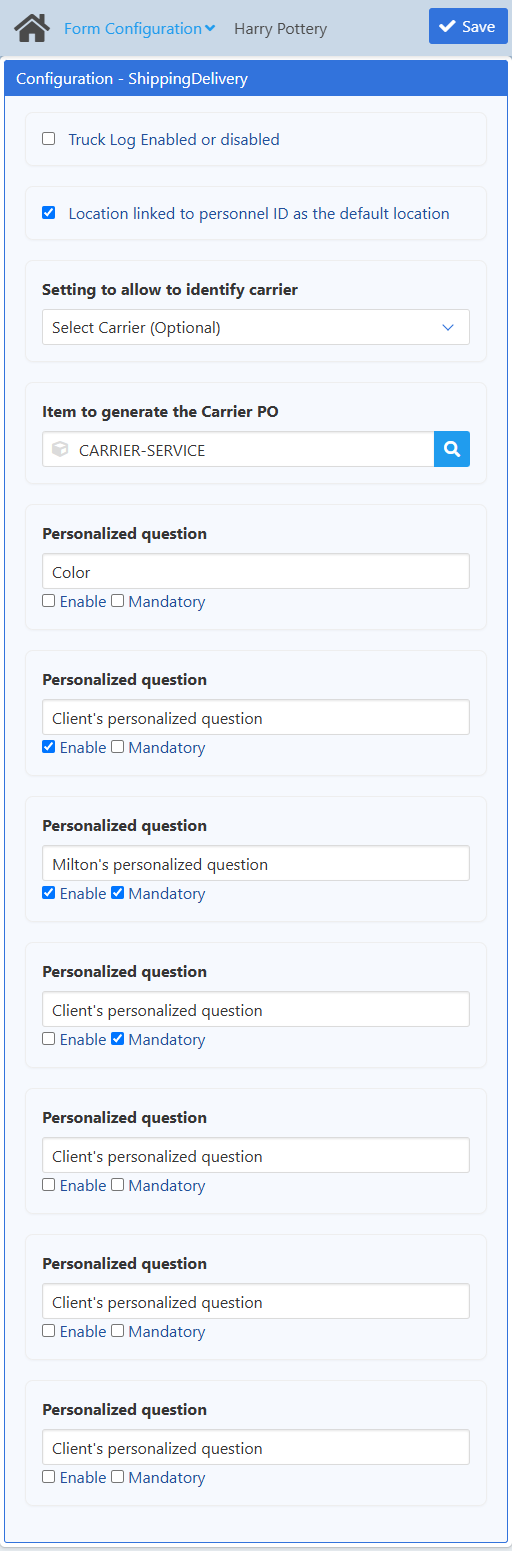 Form Configuration Harry Pottery Save
Configuration - ShippingDelivery
Truck Log Enabled or disabled
Location linked to personnel ID as the default location
Setting to allow to identify carrier
Select Carrier (Optional)
Item to generate the Carrier PO
CARRIER-SERVICE
Personalized question
Color
Enable Mandatory
Personalized question
Client's personalized question
Enable Mandatory
Personalized question
Milton's personalized question
Enable Mandatory
Personalized question
Client's personalized question
Enable Mandatory
Personalized question
Client's personalized question
Enable Mandatory
Personalized question
Client's personalized question
Enable Mandatory
Personalized question
Client's personalized question
Enable Mandatory